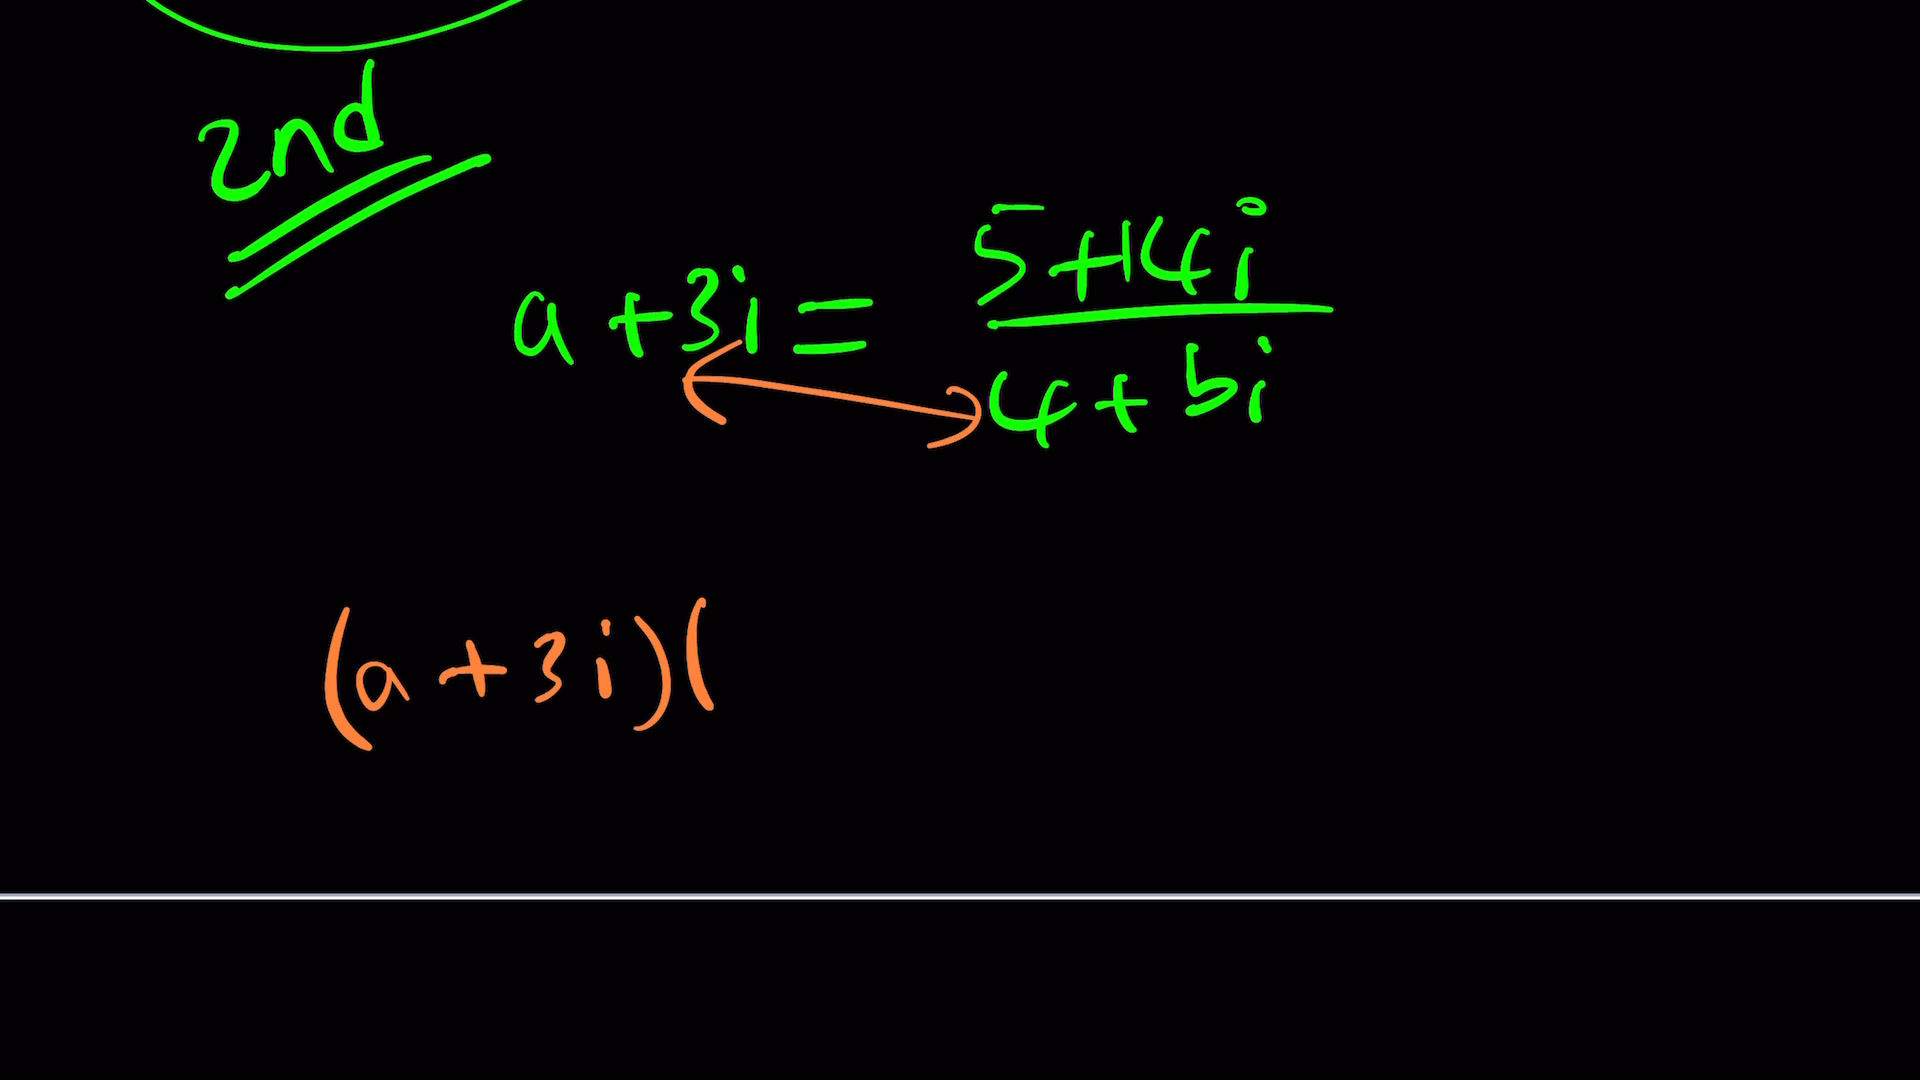 2nd
a + 3i = 5+14i
4 + bi
(a + 3i)(